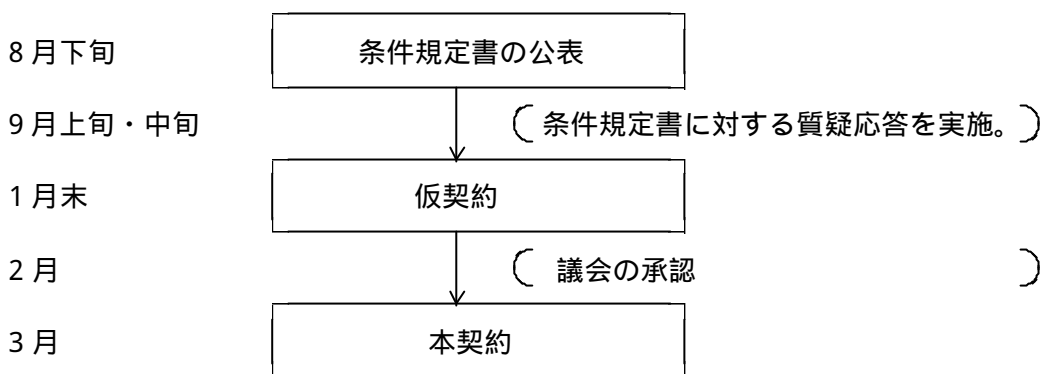 8月下旬 条件規定書の公表
9月上旬・中旬 (条件規定書に対する質疑応答を実施。)
1月末 仮契約
2月 (議会の承認)
3月 本契約